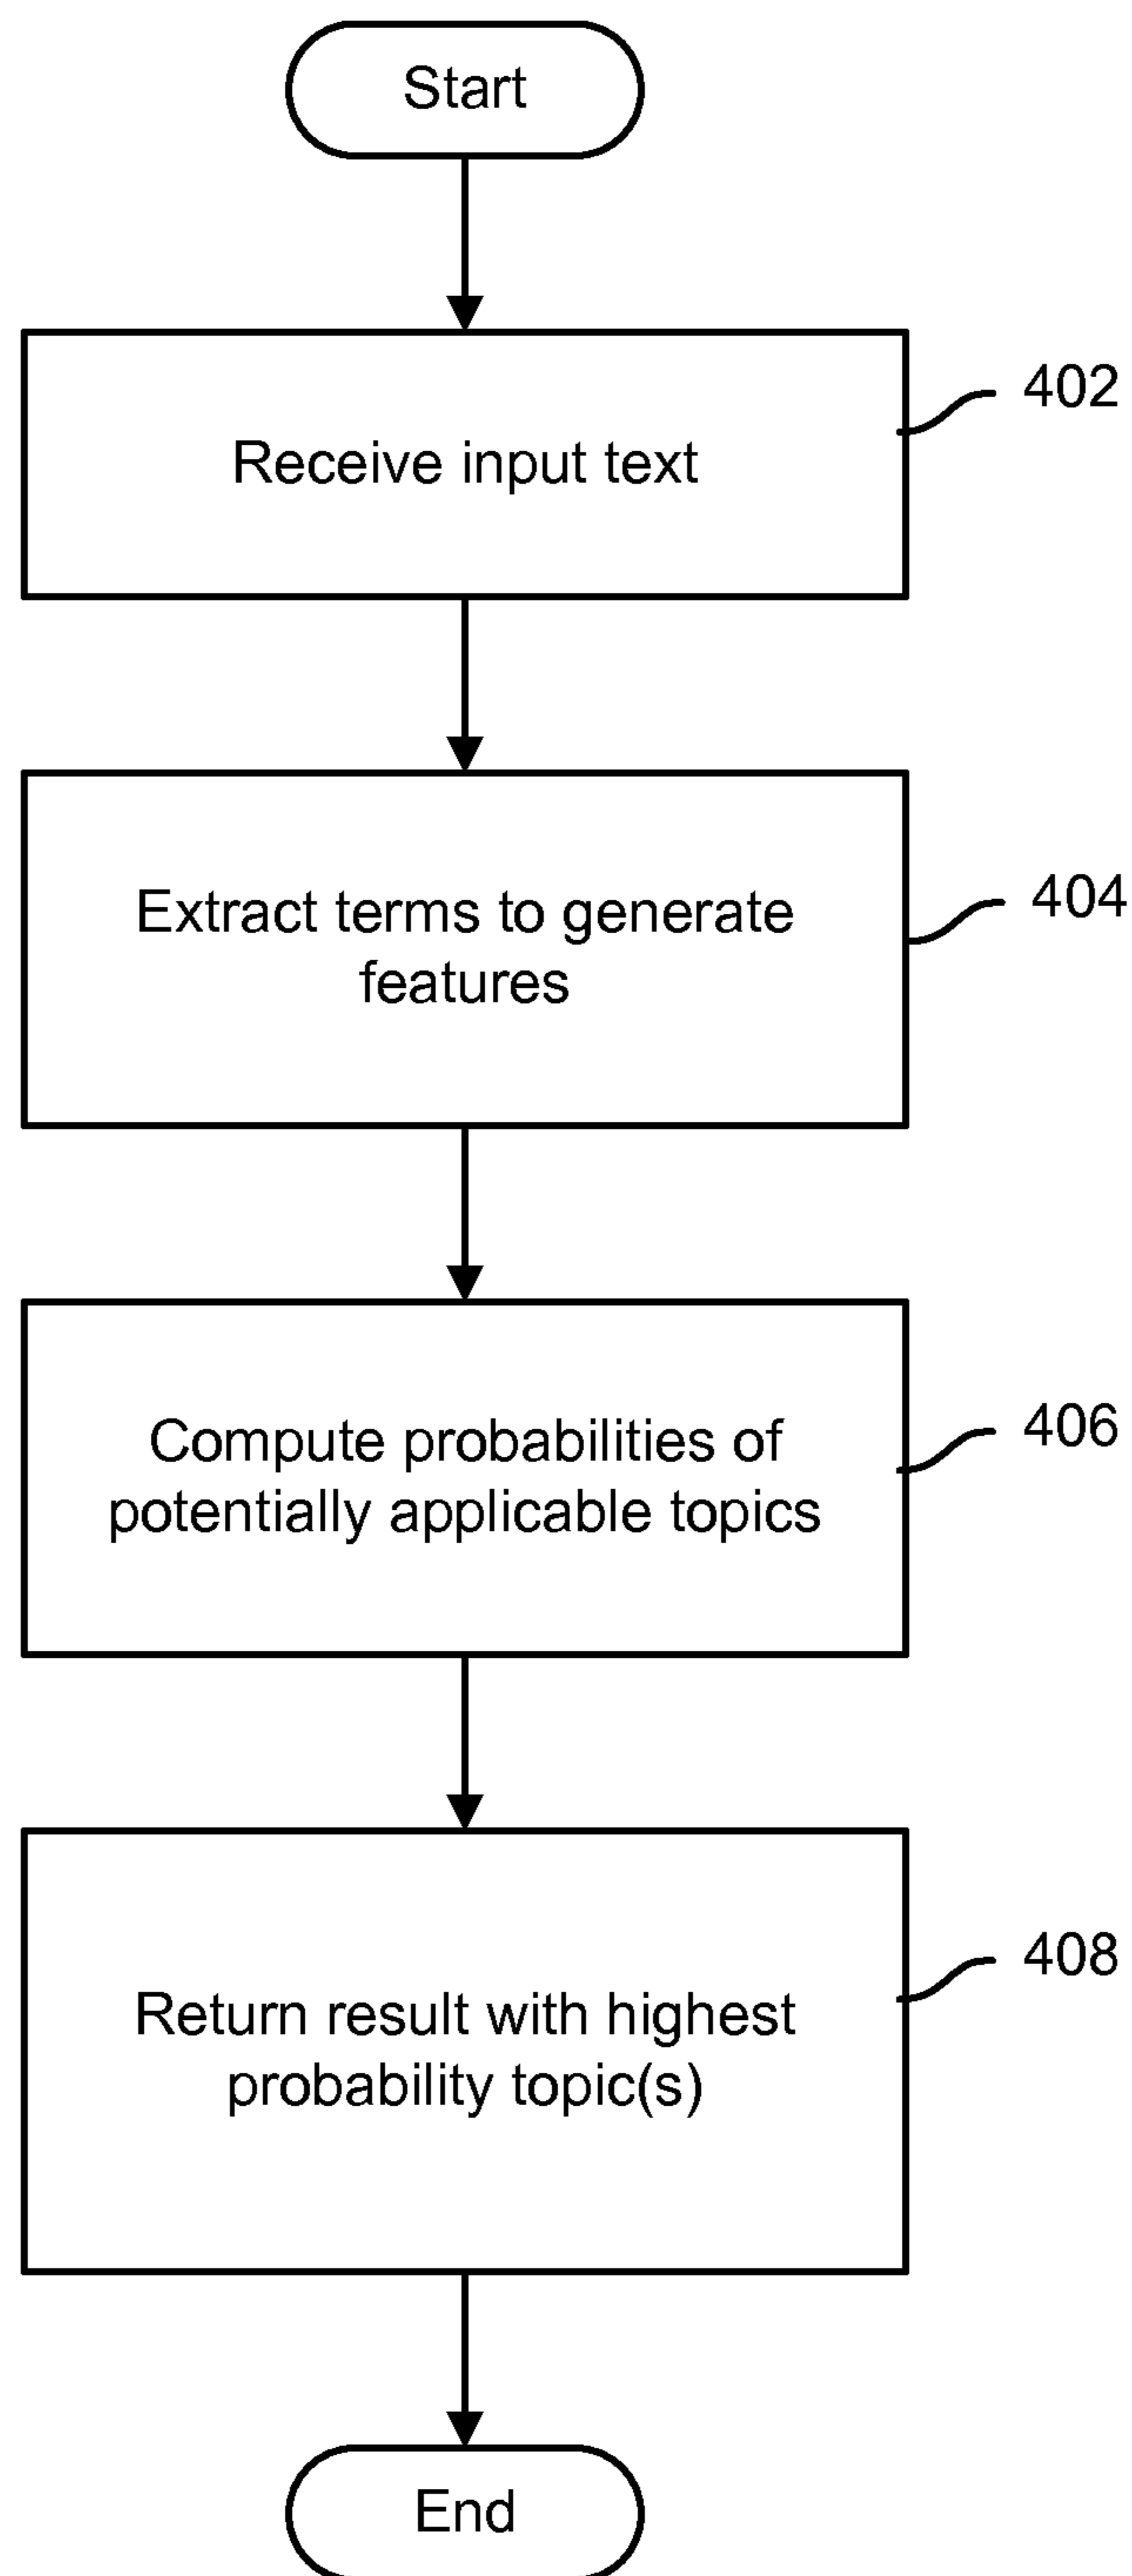 Start
Receive input text
402
Extract terms to generate
features
404
Compute probabilities of
potentially applicable topics
406
Return result with highest
probability topic(s)
408
End